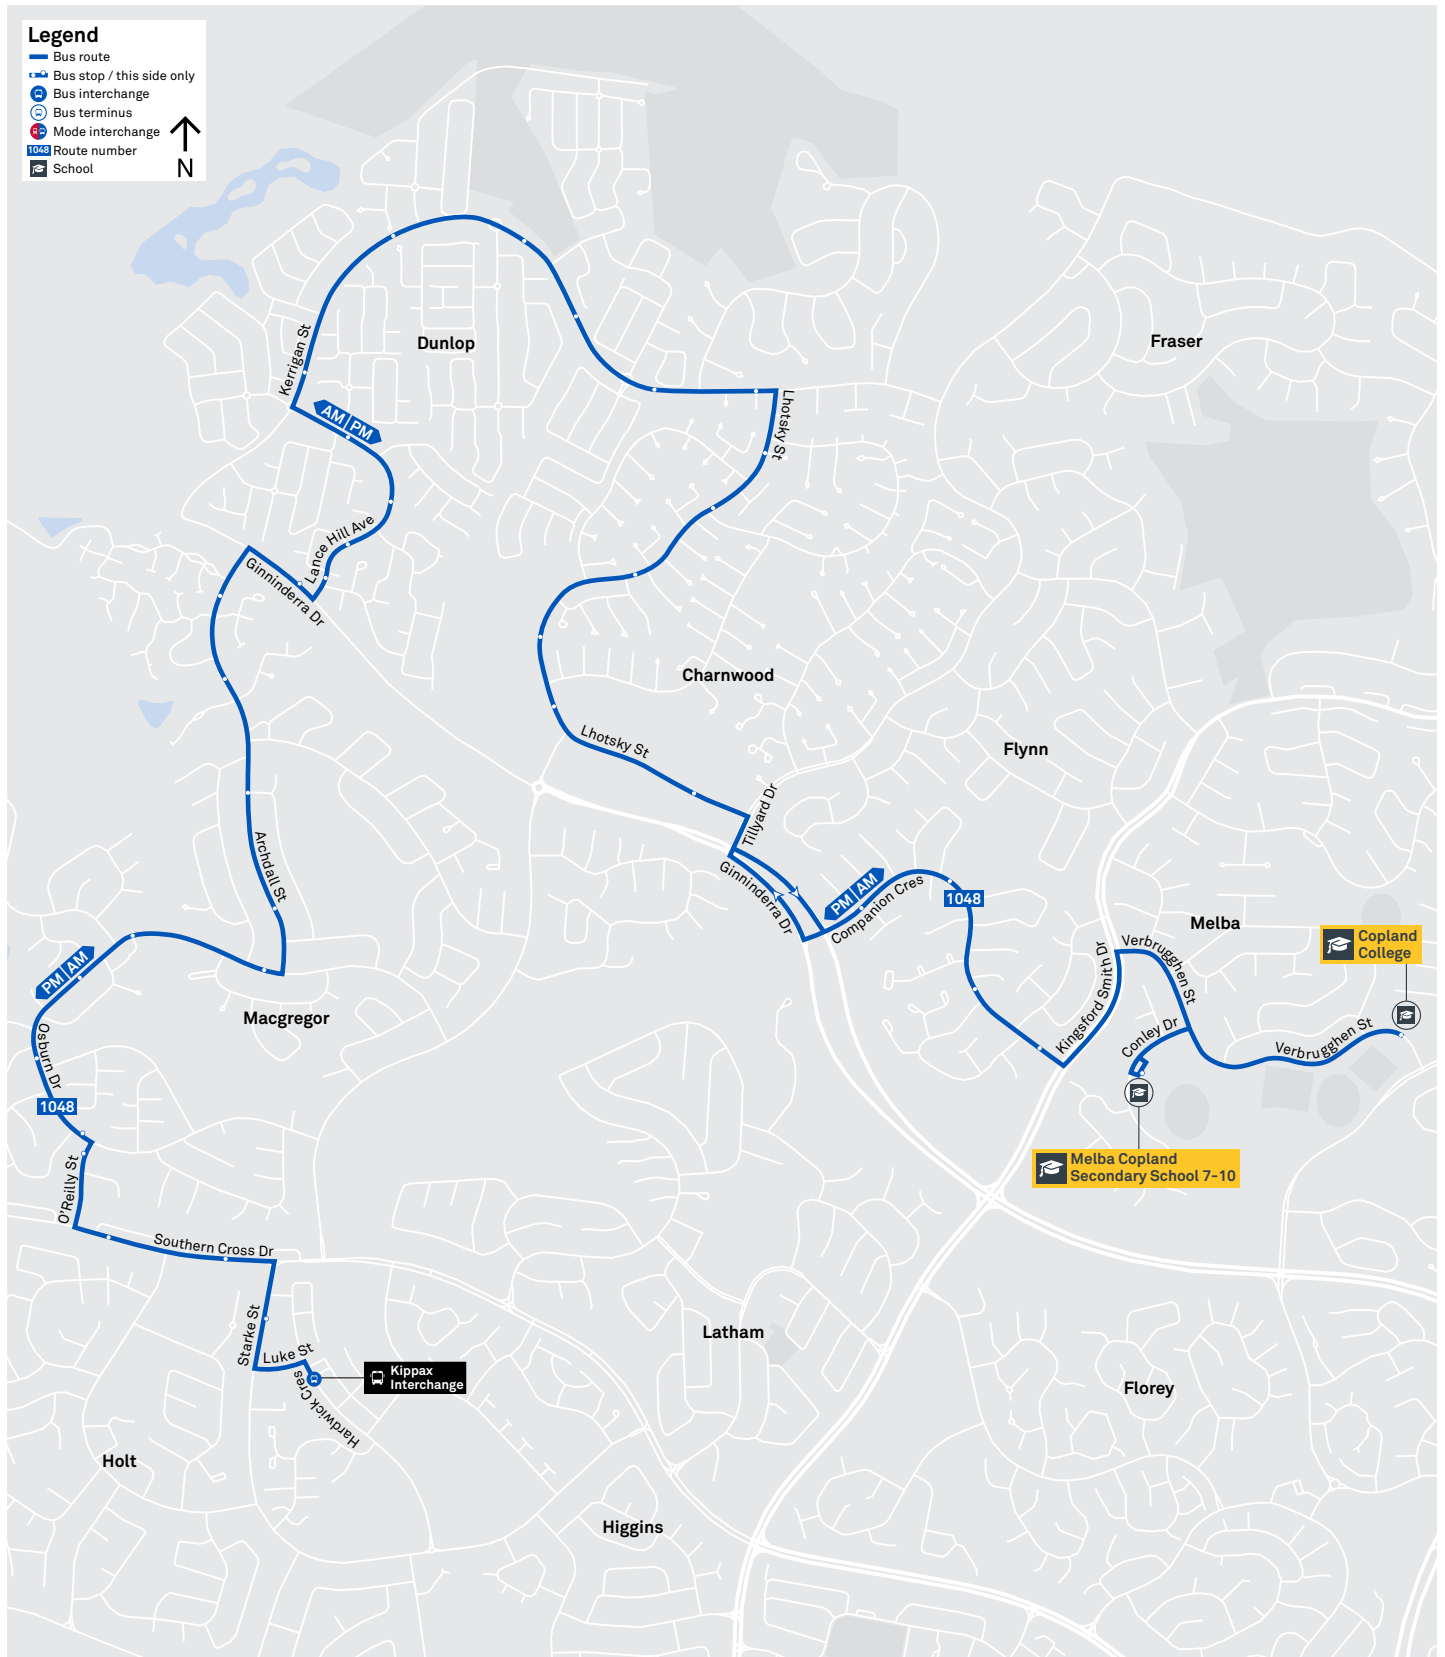 Legend
Bus route
Bus stop / this side only
Bus interchange
Bus terminus
Mode interchange
1048 Route number
School
N
Dunlop
Fraser
Kerrigan St
AM PM
Lhotsky St
Lance Hill Ave
Ginninderra Dr
Charnwood
Lhotsky St
Flynn
Tillyard Dr
Archdall St
Ginninderra Dr
PM AM
Companion Cres
1048
Melba
Copland
College
Verbrugghen St
Kingsford Smith Dr
PM AM
Macgregor
Osburn Dr
Conley Dr
Verbrugghen St
1048
Melba Copland
Secondary School 7-10
O'Reilly St
Southern Cross Dr
Starke St
Luke St
Latham
Kippax
Interchange
Hardwick Cres
Florey
Holt
Higgins